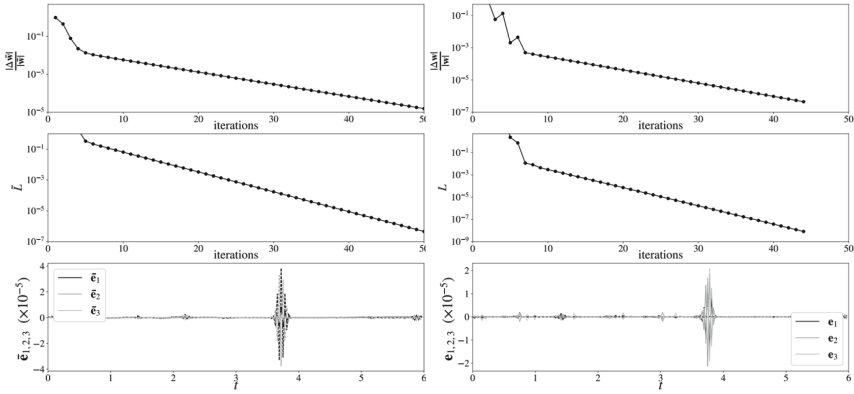 10⁻¹
10⁻³
10⁻⁵
|Δw̃|
|w̃|
0 10 20 30 40 50
iterations
10⁻¹
10⁻³
10⁻⁵
10⁻⁷
|Δw|
|w|
0 10 20 30 40 50
iterations
10⁻¹
10⁻³
10⁻⁵
10⁻⁷
L̃
0 10 20 30 40 50
iterations
10⁻¹
10⁻³
10⁻⁵
10⁻⁷
10⁻⁹
L
0 10 20 30 40 50
iterations
4
2
0
−2
−4
ẽ₁,₂,₃ (×10⁻⁵)
ẽ₁
ẽ₂
ẽ₃
0 1 2 3 4 5 6
t̃
2
1
0
−1
−2
e₁,₂,₃ (×10⁻⁵)
e₁
e₂
e₃
0 1 2 3 4 5 6
t̃